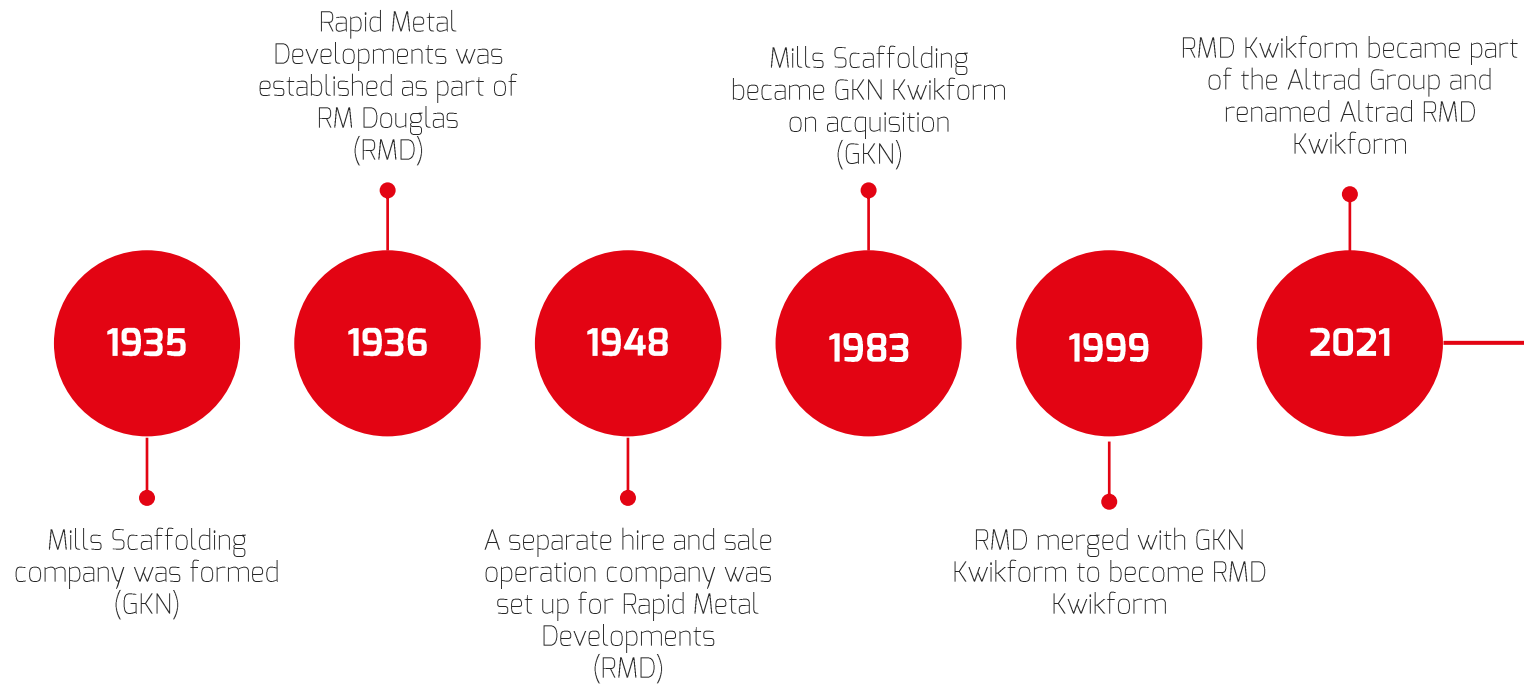 1935
Mills Scaffolding
company was formed
(GKN)
Rapid Metal
Developments was
established as part of
RM Douglas
(RMD)
1936
1948
A separate hire and sale
operation company was
set up for Rapid Metal
Developments
(RMD)
Mills Scaffolding
became GKN Kwikform
on acquisition
(GKN)
1983
1999
RMD merged with GKN
Kwikform to become RMD
Kwikform
RMD Kwikform became part
of the Altrad Group and
renamed Altrad RMD
Kwikform
2021